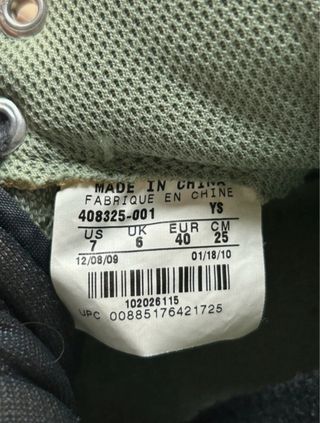 MADE IN CHINA
FABRIQUE EN CHINE
408325-001 YS
US UK EUR CM
7 6 40 25
12/08/09 01/18/10
102026115
UPC 00885176421725